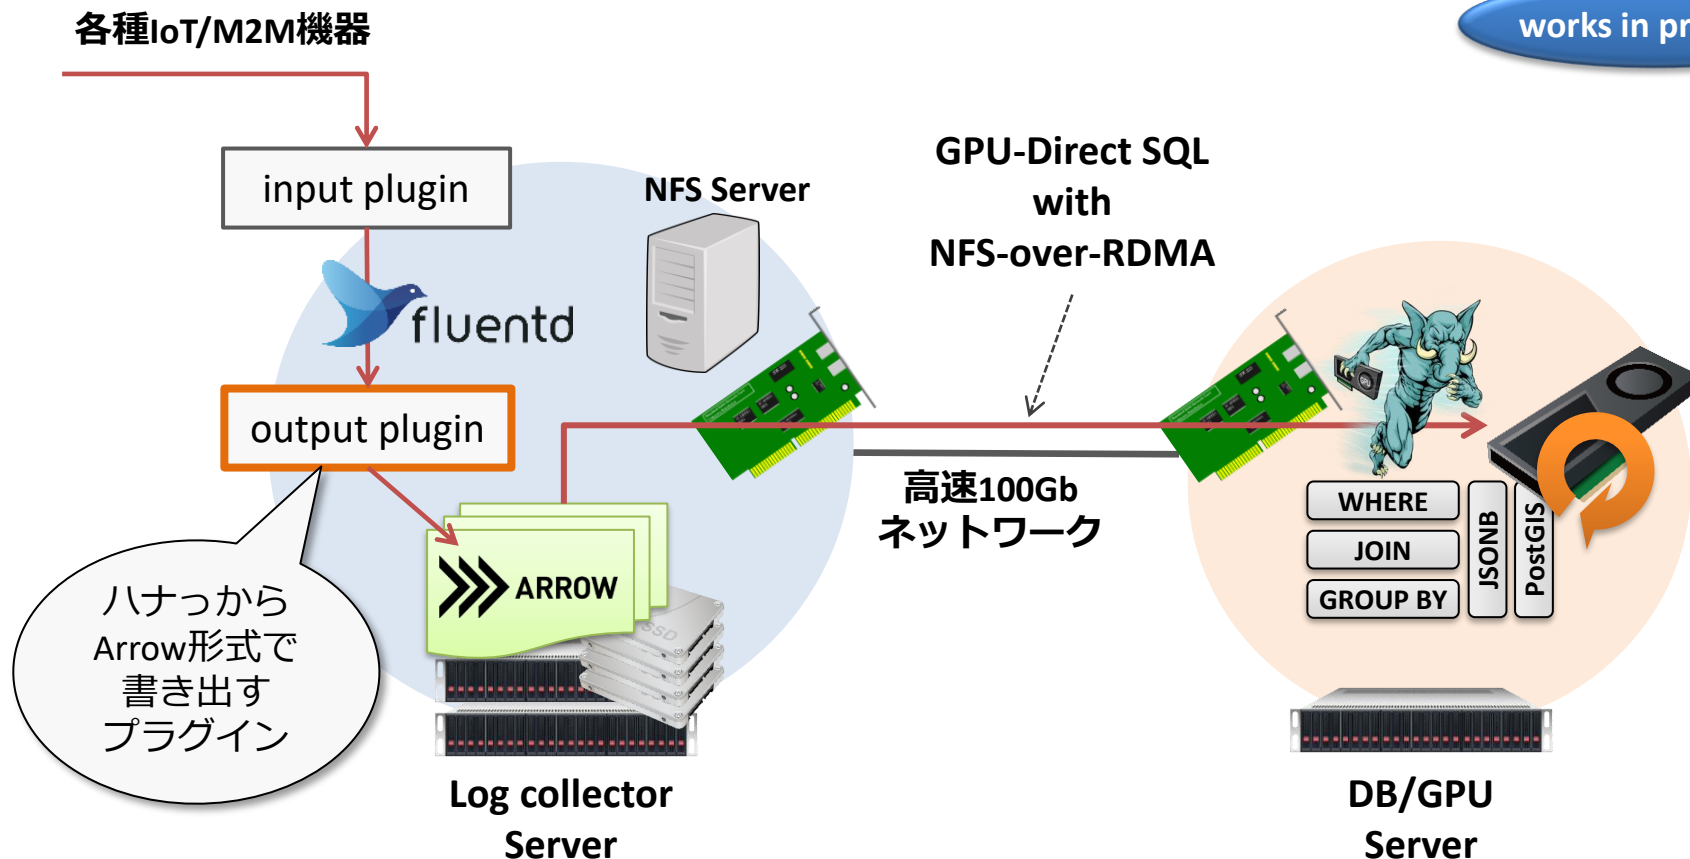 各種IoT/M2M機器
works in pr
input plugin
NFS Server
GPU-Direct SQL
with
NFS-over-RDMA
fluentd
output plugin
GPU
高速100Gb
ネットワーク
WHERE
JOIN
GROUP BY
JSONB
PostGIS
ARROW
SSD
ハナっから
Arrow形式で
書き出す
プラグイン
Log collector
Server
DB/GPU
Server